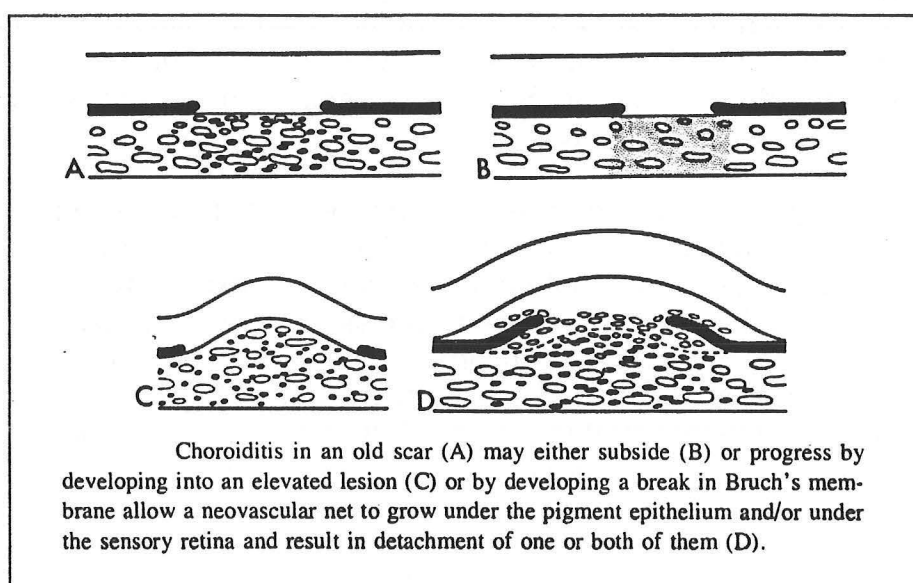 A
B
C
D
Choroiditis in an old scar (A) may either subside (B) or progress by
developing into an elevated lesion (C) or by developing a break in Bruch's mem-
brane allow a neovascular net to grow under the pigment epithelium and/or under
the sensory retina and result in detachment of one or both of them (D).